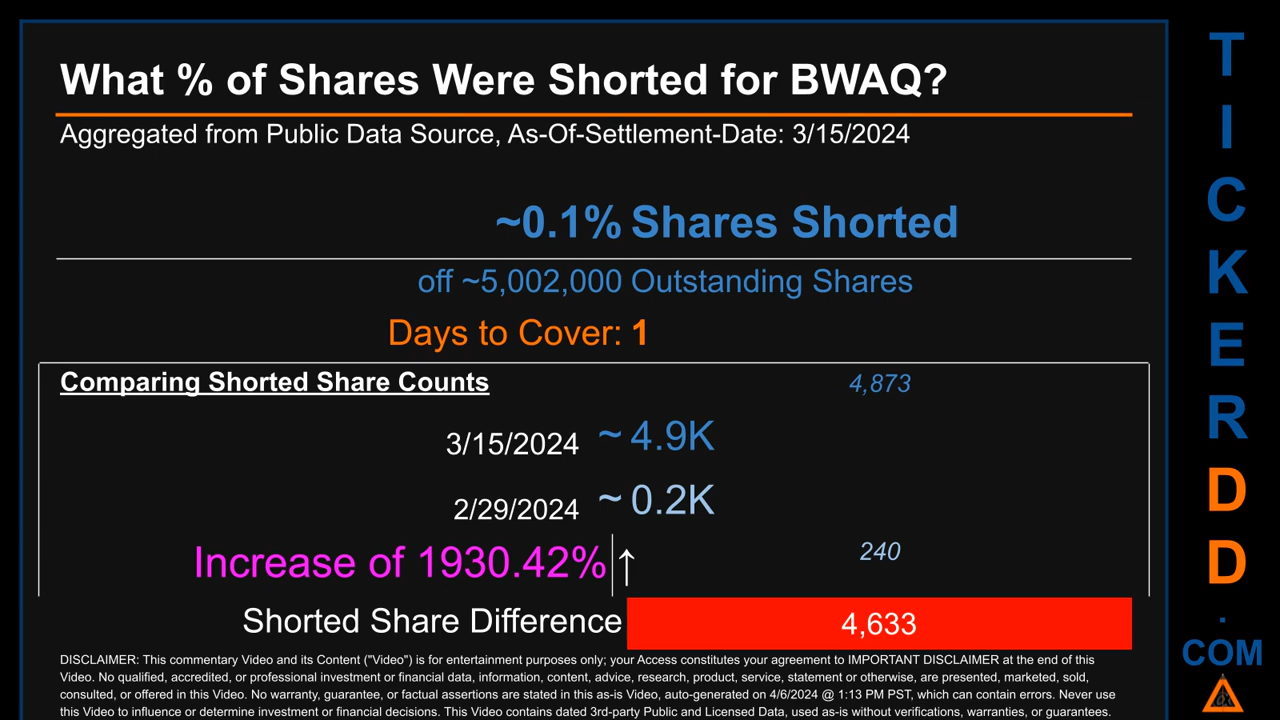 What % of Shares Were Shorted for BWAQ?
Aggregated from Public Data Source, As-Of-Settlement-Date: 3/15/2024
~0.1% Shares Shorted
off ~5,002,000 Outstanding Shares
Days to Cover: 1
Comparing Shorted Share Counts
4,873
3/15/2024 ~ 4.9K
2/29/2024 ~ 0.2K
Increase of 1930.42% ↑
240
Shorted Share Difference 4,633
DISCLAIMER: This commentary Video and its Content ("Video") is for entertainment purposes only; your Access constitutes your agreement to IMPORTANT DISCLAIMER at the end of this
Video. No qualified, accredited, or professional investment or financial data, information, content, advice, research, product, service, statement or otherwise, are presented, marketed, sold,
consulted, or offered in this Video. No warranty, guarantee, or factual assertions are stated in this as-is Video, auto-generated on 4/6/2024 @ 1:13 PM PST, which can contain errors. Never use
this Video to influence or determine investment or financial decisions. This Video contains dated 3rd-party Public and Licensed Data, used as-is without verifications, warranties, or guarantees.
T
I
C
K
E
R
D
D
.
COM